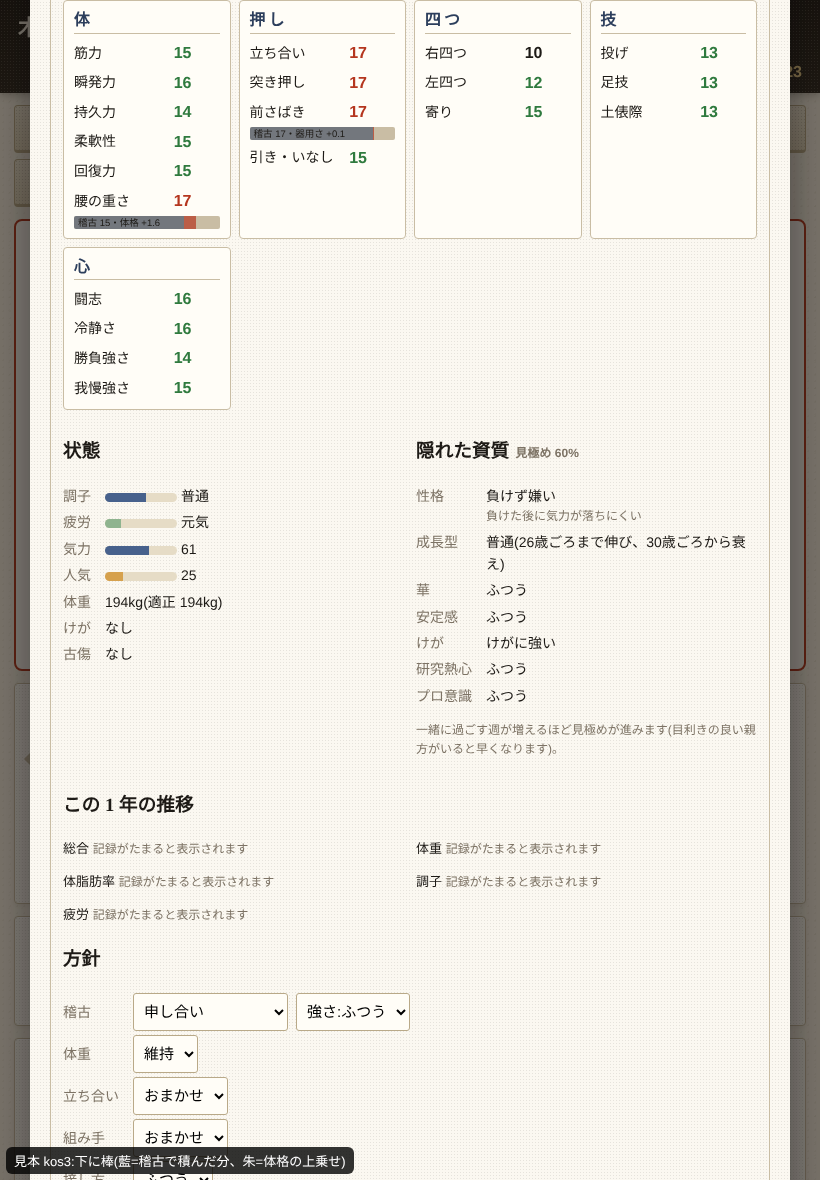 23
体
筋力 15
瞬発力 16
持久力 14
柔軟性 15
回復力 15
腰の重さ 17
稽古 15・体格 +1.6
押し
立ち合い 17
突き押し 17
前さばき 17
稽古 17・器用さ +0.1
引き・いなし 15
四つ
右四つ 10
左四つ 12
寄り 15
技
投げ 13
足技 13
土俵際 13
心
闘志 16
冷静さ 16
勝負強さ 14
我慢強さ 15
状態
調子 普通
疲労 元気
気力 61
人気 25
体重 194kg(適正 194kg)
けが なし
古傷 なし
隠れた資質 見極め 60%
性格 負けず嫌い
負けた後に気力が落ちにくい
成長型 普通(26歳ごろまで伸び、30歳ごろから衰
え)
華 ふつう
安定感 ふつう
けが けがに強い
研究熱心 ふつう
プロ意識 ふつう
一緒に過ごす週が増えるほど見極めが進みます(目利きの良い親
方がいると早くなります)。
この 1 年の推移
総合 記録がたまると表示されます
体重 記録がたまると表示されます
体脂肪率 記録がたまると表示されます
調子 記録がたまると表示されます
疲労 記録がたまると表示されます
方針
稽古 申し合い 強さ:ふつう
体重 維持
立ち合い おまかせ
組み手 おまかせ
見本 kos3:下に棒(藍=稽古で積んだ分、朱=体格の上乗せ)
ふつう